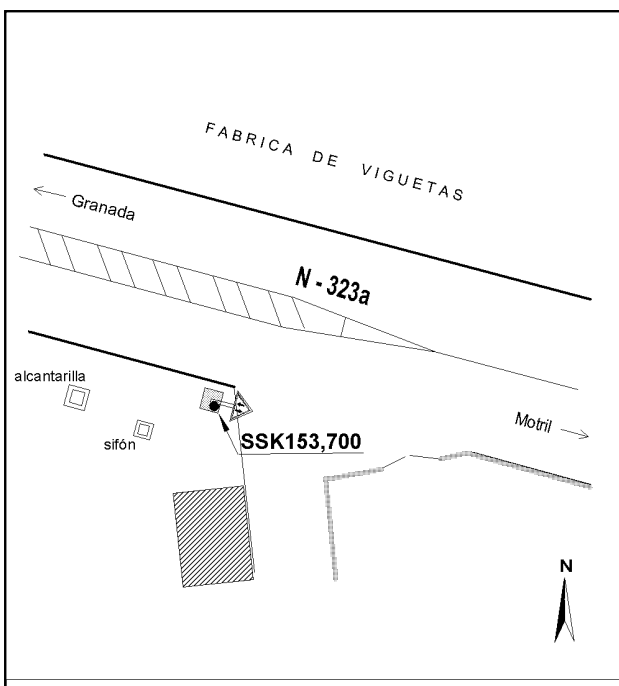 FABRICA DE VIGUETAS
Granada
N - 323a
alcantarilla
Motril
sifón
SSK153,700
N